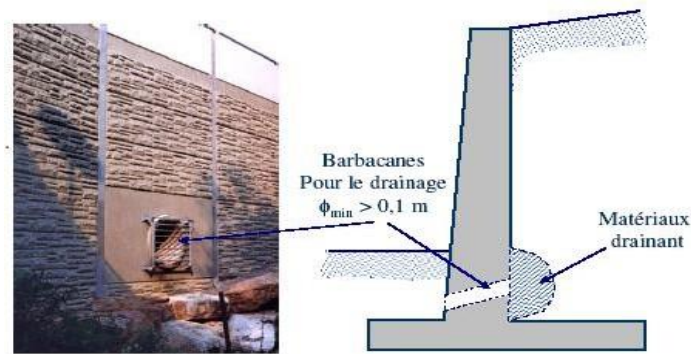 Barbacanes
Pour le drainage
ϕmin > 0,1 m
Matériaux
drainant